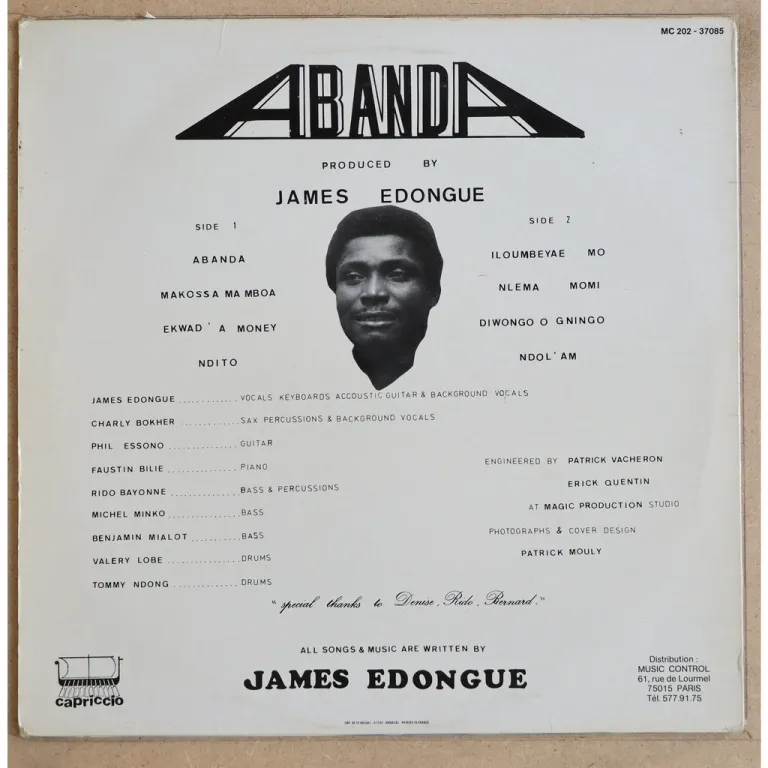 MC 202 - 37085
ABANDA
PRODUCED BY
JAMES EDONGUE
SIDE 1
ABANDA
MAKOSSA MA MBOA
EKWAD'A MONEY
NDITO
SIDE 2
ILOUMBEYAE MO
NLEMA MOMI
DIWONGO O GNINGO
NDOL'AM
JAMES EDONGUE ............ VOCALS KEYBOARDS ACCOUSTIC GUITAR & BACKGROUND VOCALS
CHARLY BOKHER ............ SAX PERCUSSIONS & BACKGROUND VOCALS
PHIL ESSONO .............. GUITAR
FAUSTIN BILIE .............. PIANO
RIDO BAYONNE .............. BASS & PERCUSSIONS
MICHEL MINKO .............. BASS
BENJAMIN MIALOT .......... BASS
VALERY LOBE .............. DRUMS
TOMMY NDONG ............. DRUMS
ENGINEERED BY PATRICK VACHERON
ERICK QUENTIN
AT MAGIC PRODUCTION STUDIO
PHOTOGRAPHS & COVER DESIGN
PATRICK MOULY
"special thanks to Denise, Rido, Bernard."
ALL SONGS & MUSIC ARE WRITTEN BY
JAMES EDONGUE
capriccio
Distribution :
MUSIC CONTROL
61, rue de Lourmel
75015 PARIS
Tél. 577.91.75